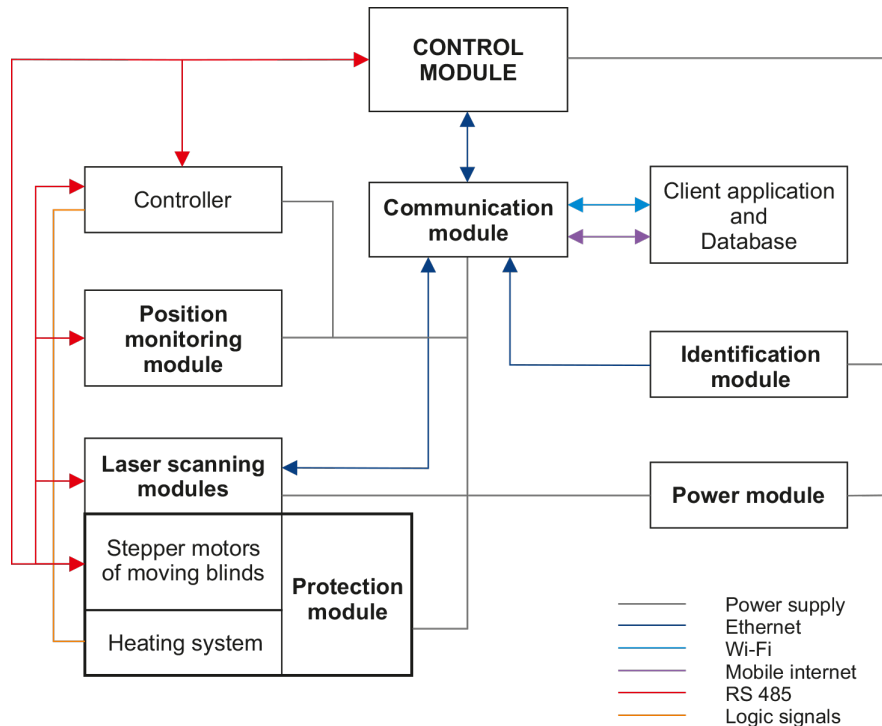 CONTROL
MODULE
Controller
Communication
module
Client application
and
Database
Position
monitoring
module
Identification
module
Laser scanning
modules
Power module
Stepper motors
of moving blinds
Protection
module
Heating system
Power supply
Ethernet
Wi-Fi
Mobile internet
RS 485
Logic signals